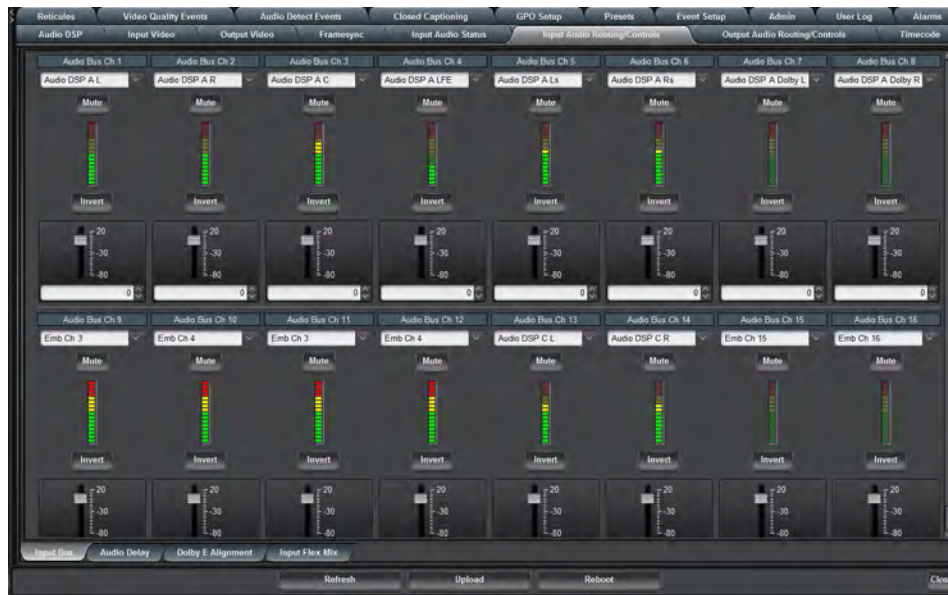 Reticules Video Quality Events Audio Detect Events Closed Captioning GPO Setup Presets Event Setup Admin User Log Alarms
Audio DSP Input Video Output Video Framesync Input Audio Status Input Audio Routing/Controls Output Audio Routing/Controls Timecode
Audio Bus Ch 1 Audio Bus Ch 2 Audio Bus Ch 3 Audio Bus Ch 4 Audio Bus Ch 5 Audio Bus Ch 6 Audio Bus Ch 7 Audio Bus Ch 8
Audio DSP A L Audio DSP A R Audio DSP A C Audio DSP A LFE Audio DSP A Ls Audio DSP A Rs Audio DSP A Dolby L Audio DSP A Dolby R
Mute Mute Mute Mute Mute Mute Mute Mute
Invert Invert Invert Invert Invert Invert Invert Invert
20 20 20 20 20 20 20 20
-30 -30 -30 -30 -30 -30 -30 -30
-80 -80 -80 -80 -80 -80 -80 -80
0 0 0 0 0 0 0 0
Audio Bus Ch 9 Audio Bus Ch 10 Audio Bus Ch 11 Audio Bus Ch 12 Audio Bus Ch 13 Audio Bus Ch 14 Audio Bus Ch 15 Audio Bus Ch 16
Emb Ch 3 Emb Ch 4 Emb Ch 3 Emb Ch 4 Audio DSP C L Audio DSP C R Emb Ch 15 Emb Ch 16
Mute Mute Mute Mute Mute Mute Mute Mute
Invert Invert Invert Invert Invert Invert Invert Invert
20 20 20 20 20 20 20 20
-30 -30 -30 -30 -30 -30 -30 -30
-80 -80 -80 -80 -80 -80 -80 -80
Input Bus Audio Delay Dolby E Alignment Input Flex Mix
Refresh Upload Reboot Clos